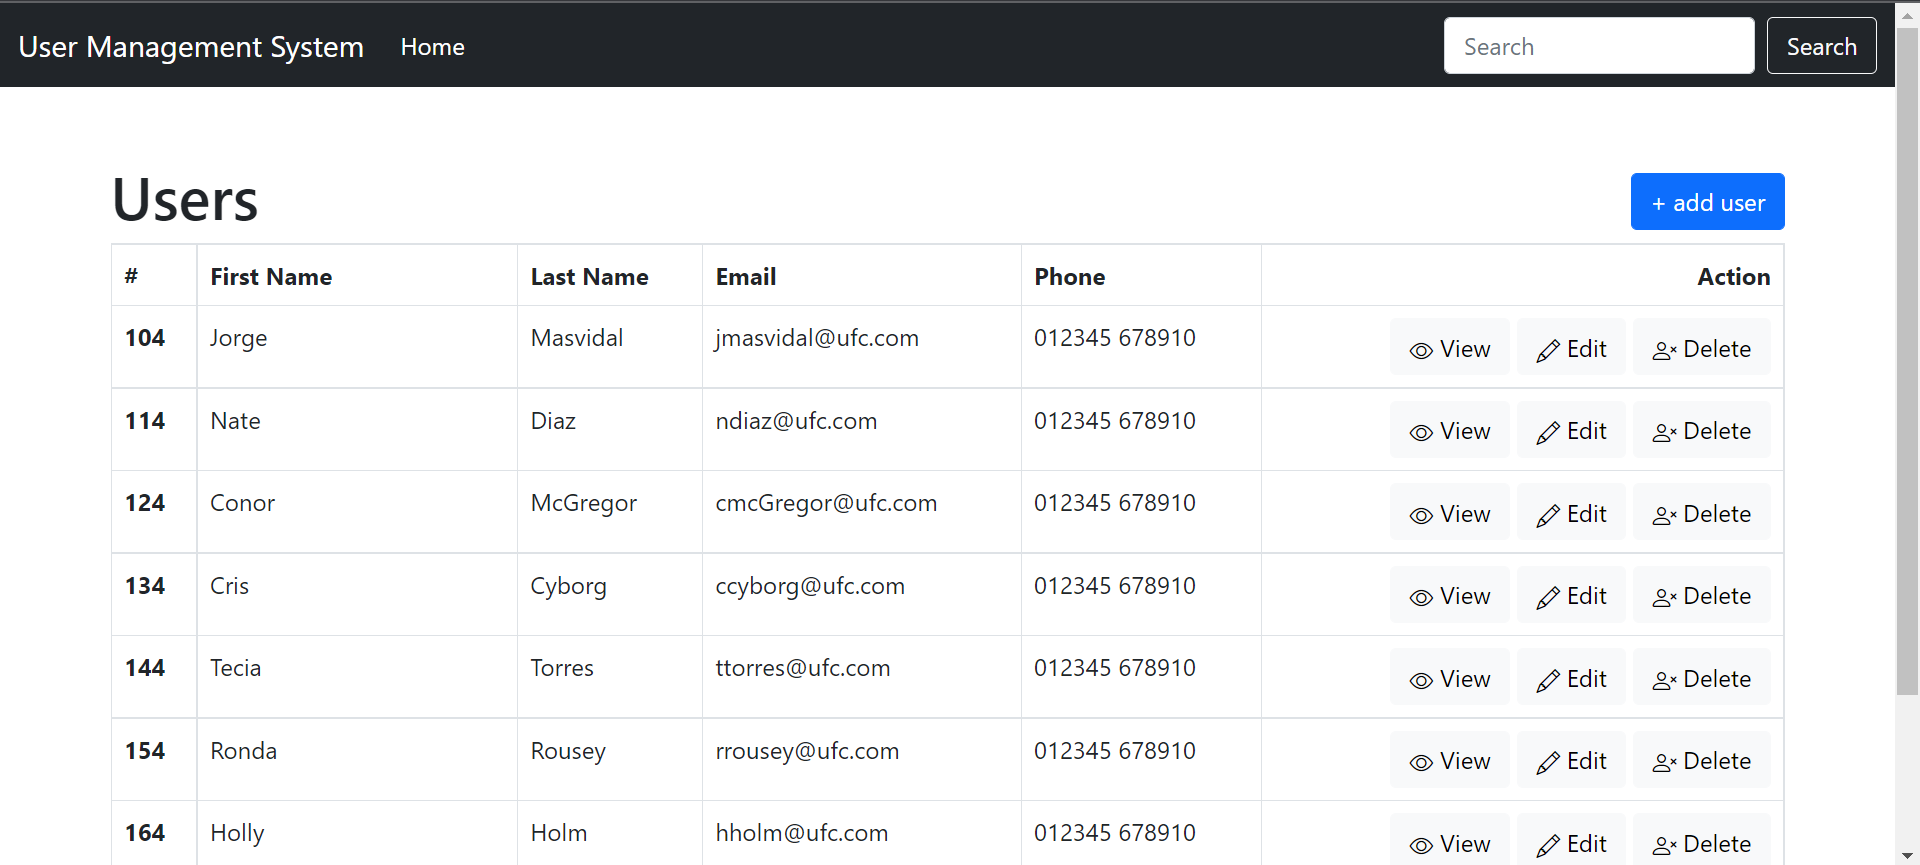 User Management System Home Search Search
Users + add user
# First Name Last Name Email Phone Action
104 Jorge Masvidal jmasvidal@ufc.com 012345 678910 View Edit Delete
114 Nate Diaz ndiaz@ufc.com 012345 678910 View Edit Delete
124 Conor McGregor cmcGregor@ufc.com 012345 678910 View Edit Delete
134 Cris Cyborg ccyborg@ufc.com 012345 678910 View Edit Delete
144 Tecia Torres ttorres@ufc.com 012345 678910 View Edit Delete
154 Ronda Rousey rrousey@ufc.com 012345 678910 View Edit Delete
164 Holly Holm hholm@ufc.com 012345 678910 View Edit Delete